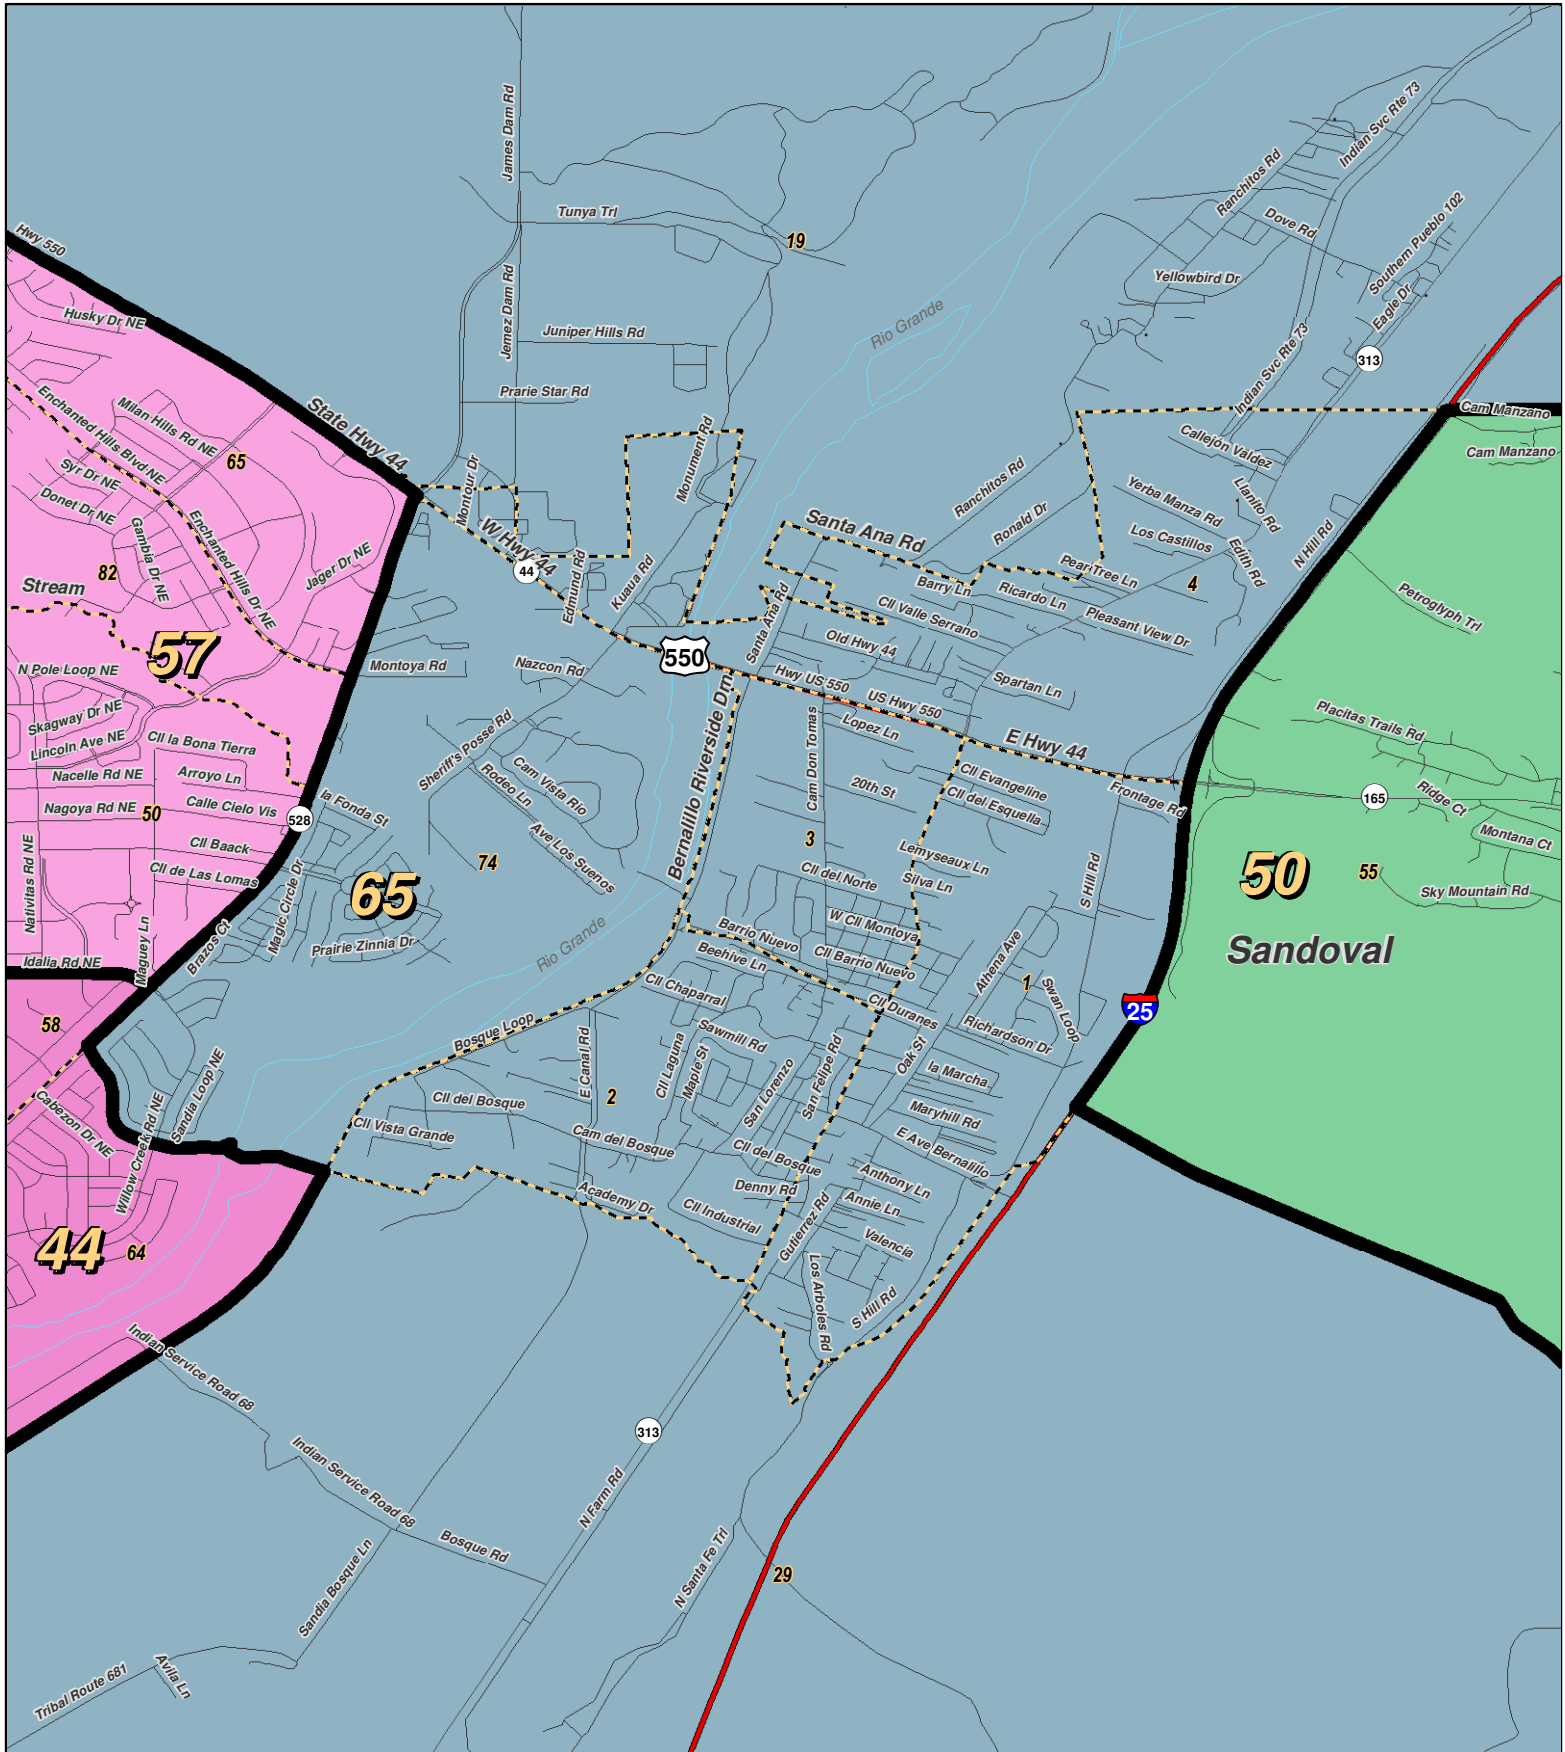 James Dam Rd
Indian Svc Rte 73
Ranchitos Rd
Tunya Trl
19
Dove Rd
Southern Pueblo 102
Hwy 550
Yellowbird Dr
Eagle Dr
Husky Dr NE
Jemez Dam Rd
Juniper Hills Rd
Rio Grande
313
Indian Svc Rte 73
Prarie Star Rd
Cam Manzano
Enchanted Hills Blvd NE
Milan Hills Rd NE
State Hwy 44
65
Monument Rd
Callejón Valdez
Cam Manzano
Syr Dr NE
Montour Dr
Ranchitos Rd
Yerba Manza Rd
Llanito Rd
Donet Dr NE
Gambia Dr NE
Enchanted Hills Dr NE
W Hwy 44
Santa Ana Rd
Ronald Dr
Los Castillos
Edith Rd
N Hill Rd
82
Jager Dr NE
44
Edmund Rd
Kuaua Rd
Pear Tree Ln
4
Stream
Barry Ln
Ricardo Ln
Petroglyph Trl
Cll Valle Serrano
Pleasant View Dr
57
Santa Ana Rd
Old Hwy 44
N Pole Loop NE
Montoya Rd
Nazcon Rd
550
Hwy US 550
Spartan Ln
Skagway Dr NE
US Hwy 550
Placitas Trails Rd
Lincoln Ave NE
Cll la Bona Tierra
Sheriff's Posse Rd
Bernalillo Riverside Drn
Lopez Ln
E Hwy 44
Nacelle Rd NE
Arroyo Ln
Cam Vista Rio
Cam Don Tomas
20th St
Cll Evangeline
Rodeo Ln
Cll del Esquella
Frontage Rd
165
Ridge Ct
Nagoya Rd NE
50
Calle Cielo Vis
528
la Fonda St
Montana Ct
Nativitas Rd NE
Cll Baack
Ave Los Suenos
3
Lemyseaux Ln
Cll de Las Lomas
74
Cll del Norte
Silva Ln
S Hill Rd
50
55
Sky Mountain Rd
65
Magic Circle Dr
W Cll Montoya
Maguey Ln
Brazos Ct
Prairie Zinnia Dr
Rio Grande
Barrio Nuevo
Cll Barrio Nuevo
Athena Ave
Sandoval
Idalia Rd NE
Beehive Ln
Cll Chaparral
1
Swan Loop
25
58
Bosque Loop
Cll Duranes
Richardson Dr
Sawmill Rd
E Canal Rd
Cll Laguna
Maple St
San Lorenzo
San Felipe Rd
Oak St
la Marcha
Cabezon Dr NE
Sandia Loop NE
Willow Creek Rd NE
Cll del Bosque
2
Maryhill Rd
Cll Vista Grande
Cam del Bosque
Cll del Bosque
E Ave Bernalillo
Anthony Ln
Denny Rd
Annie Ln
Academy Dr
Cll Industrial
Gutierrez Rd
Valencia
44
64
Los Arboles Rd
S Hill Rd
Indian Service Road 68
313
Indian Service Road 68
N Farm Rd
Bosque Rd
Sandia Bosque Ln
N Santa Fe Trl
29
Avila Ln
Tribal Route 681